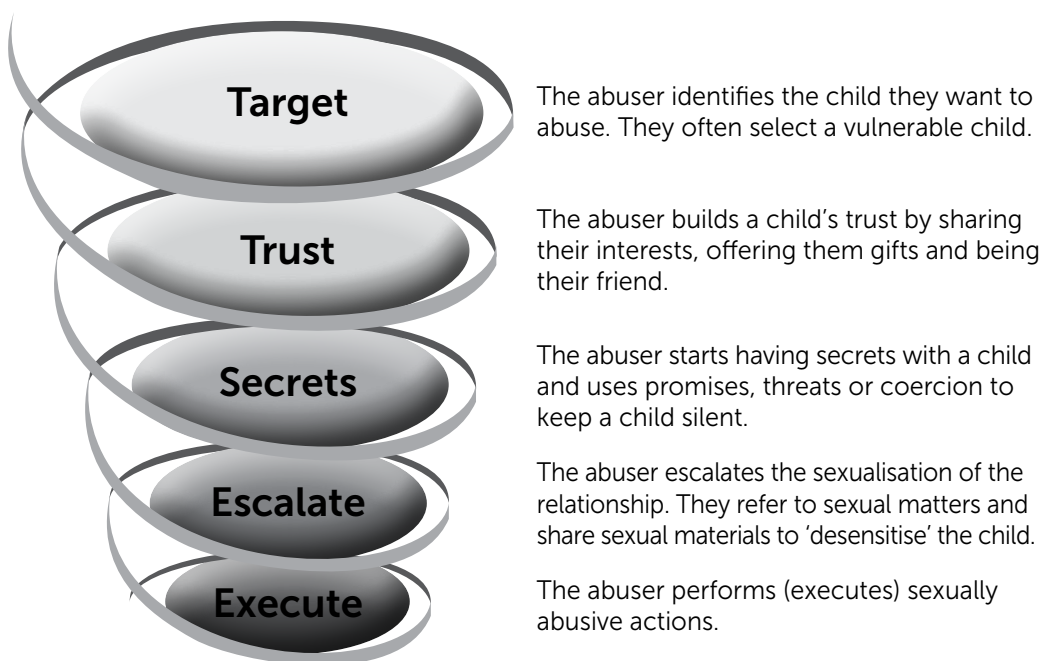 Target
The abuser identifies the child they want to
abuse. They often select a vulnerable child.
Trust
The abuser builds a child’s trust by sharing
their interests, offering them gifts and being
their friend.
Secrets
The abuser starts having secrets with a child
and uses promises, threats or coercion to
keep a child silent.
Escalate
The abuser escalates the sexualisation of the
relationship. They refer to sexual matters and
share sexual materials to ‘desensitise’ the child.
Execute
The abuser performs (executes) sexually
abusive actions.